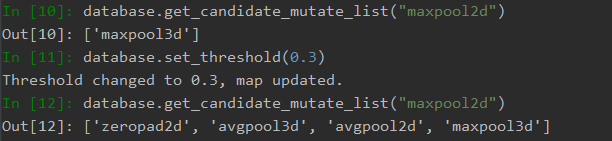 In [10]: database.get_candidate_mutate_list("maxpool2d")
Out[10]: ['maxpool3d']
In [11]: database.set_threshold(0.3)
Threshold changed to 0.3, map updated.
In [12]: database.get_candidate_mutate_list("maxpool2d")
Out[12]: ['zeropad2d', 'avgpool3d', 'avgpool2d', 'maxpool3d']